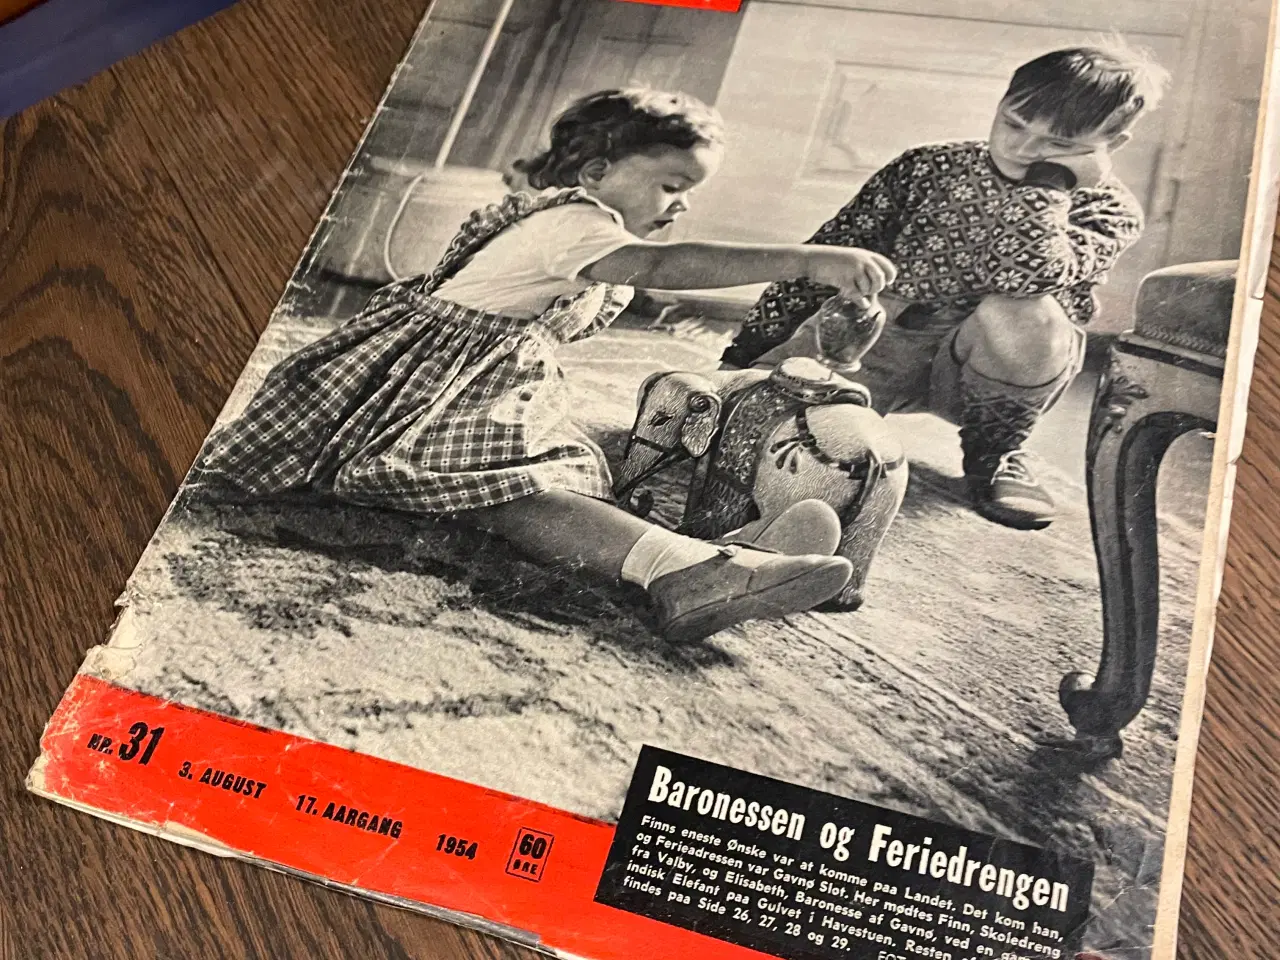 NR. 31
3. AUGUST
17. AARGANG
1954
60
ØRE
Baronessen og Feriedrengen
Finns eneste Ønske var at komme paa Landet. Det kom han,
og Ferieadressen var Gavnø Slot. Her mødtes Finn, Skoledreng
fra Valby, og Elisabeth, Baronesse af Gavnø, ved en gam
indisk Elefant paa Gulvet i Havestuen. Resten
findes paa Side 26, 27, 28 og 29.